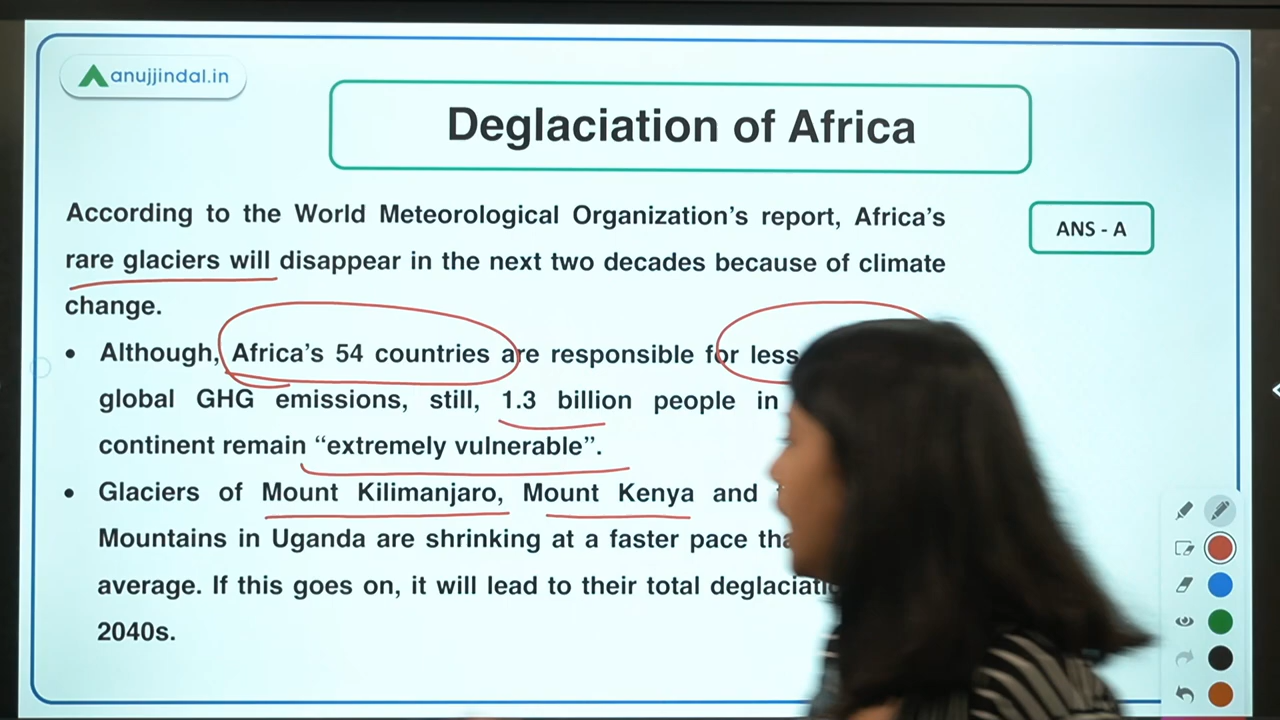 anujjindal.in
Deglaciation of Africa
According to the World Meteorological Organization's report, Africa's
rare glaciers will disappear in the next two decades because of climate
change.
ANS - A
• Although, Africa's 54 countries are responsible for less
global GHG emissions, still, 1.3 billion people in
continent remain “extremely vulnerable”.
• Glaciers of Mount Kilimanjaro, Mount Kenya and
Mountains in Uganda are shrinking at a faster pace
average. If this goes on, it will lead to their total
2040s.